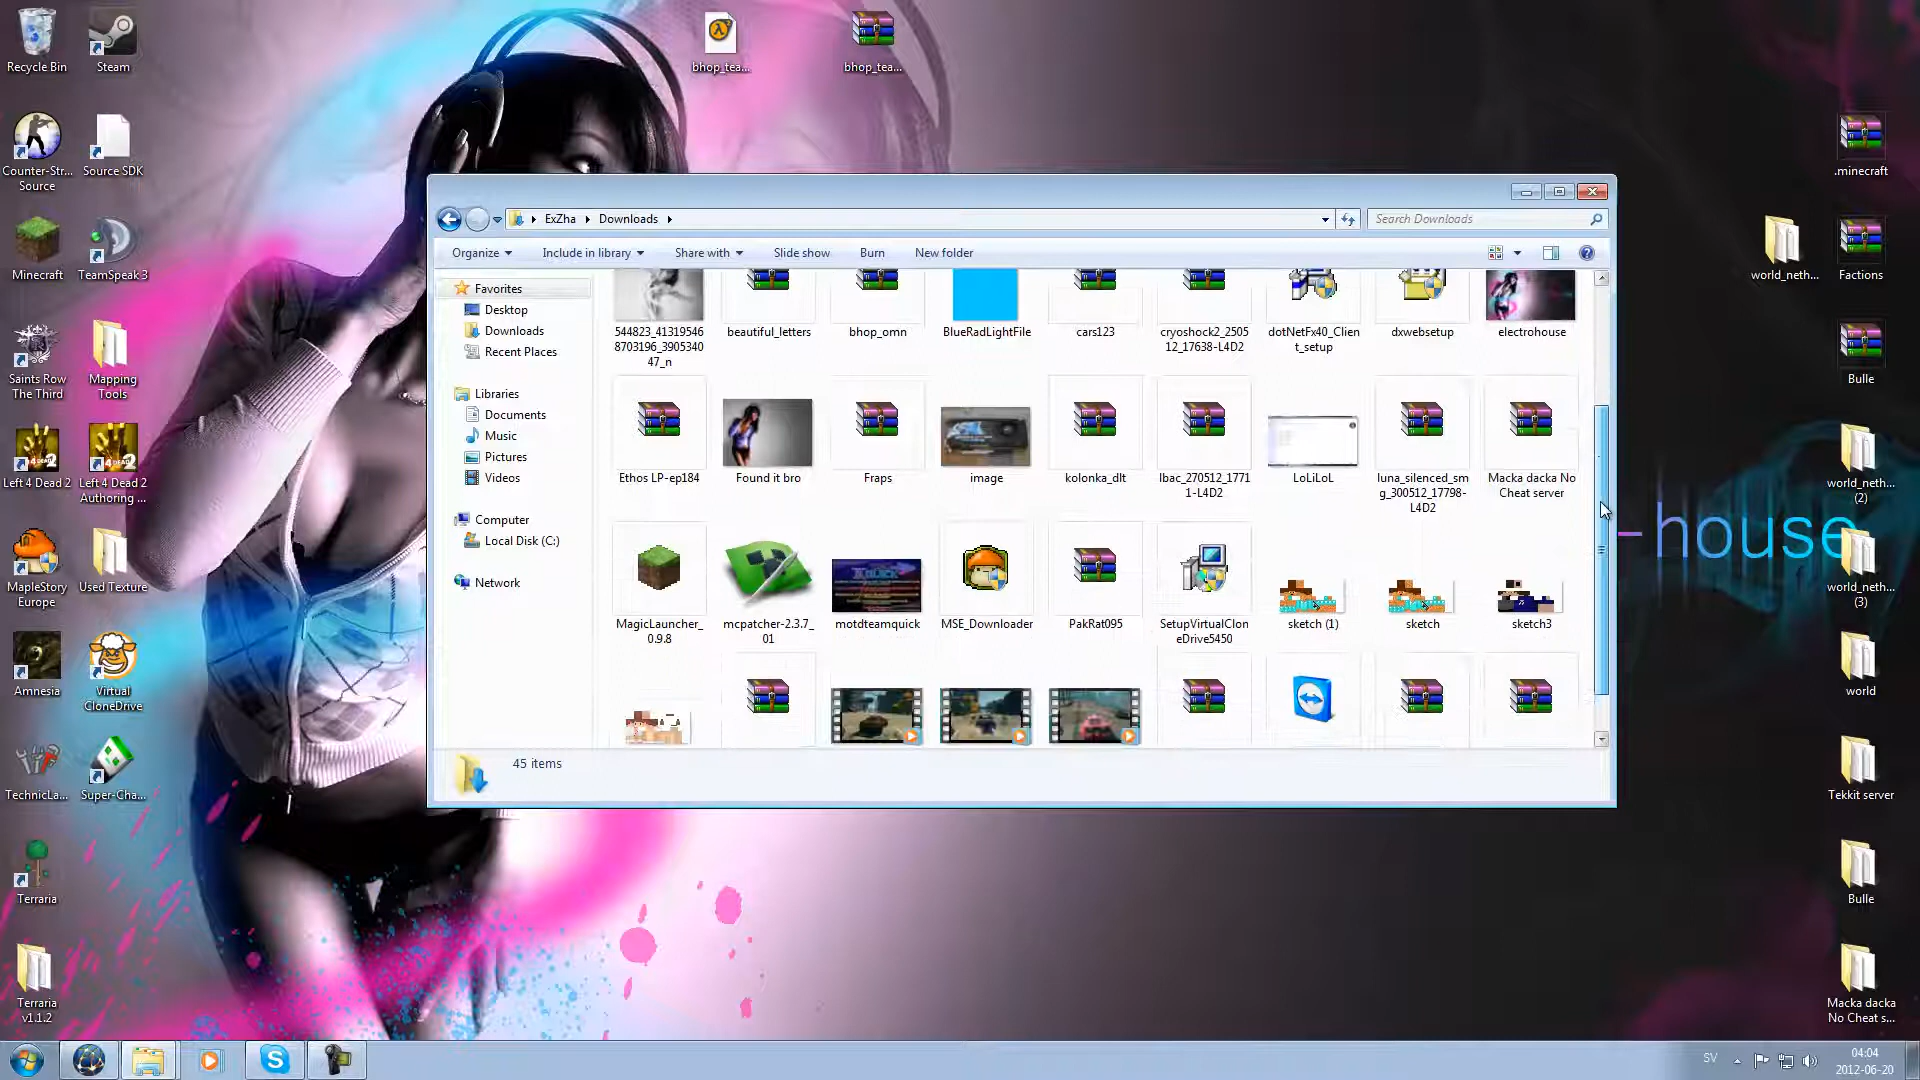 Recycle Bin
Steam
bhop_tea...
bhop_tea...
Counter-Str...
Source
Source SDK
.minecraft
Minecraft
TeamSpeak 3
world_neth...
Factions
Saints Row
The Third
Mapping
Tools
Bulle
Left 4 Dead 2
Left 4 Dead 2
Authoring ...
world_neth...
(2)
MapleStory
Europe
Used Texture
-house
world_neth...
(3)
Amnesia
Virtual
CloneDrive
world
TechnicLa...
Super-Cha...
Tekkit server
Terraria
Bulle
Terraria
v1.1.2
Macka dacka
No Cheat s...
ExZha
Downloads
Search Downloads
Organize
Include in library
Share with
Slide show
Burn
New folder
Favorites
Desktop
Downloads
Recent Places
Libraries
Documents
Music
Pictures
Videos
Computer
Local Disk (C:)
Network
544823_41319546
8703196_3905340
47_n
beautiful_letters
bhop_omn
BlueRadLightFile
cars123
cryoshock2_2505
12_17638-L4D2
dotNetFx40_Clien
t_setup
dxwebsetup
electrohouse
Ethos LP-ep184
Found it bro
Fraps
image
kolonka_dlt
lbac_270512_1771
1-L4D2
LoLiLoL
luna_silenced_sm
g_300512_17798-
L4D2
Macka dacka No
Cheat server
MagicLauncher_
0.9.8
mcpatcher-2.3.7_
01
motdteamquick
MSE_Downloader
PakRat095
SetupVirtualClon
eDrive5450
sketch (1)
sketch
sketch3
45 items
SV
04:04
2012-06-20